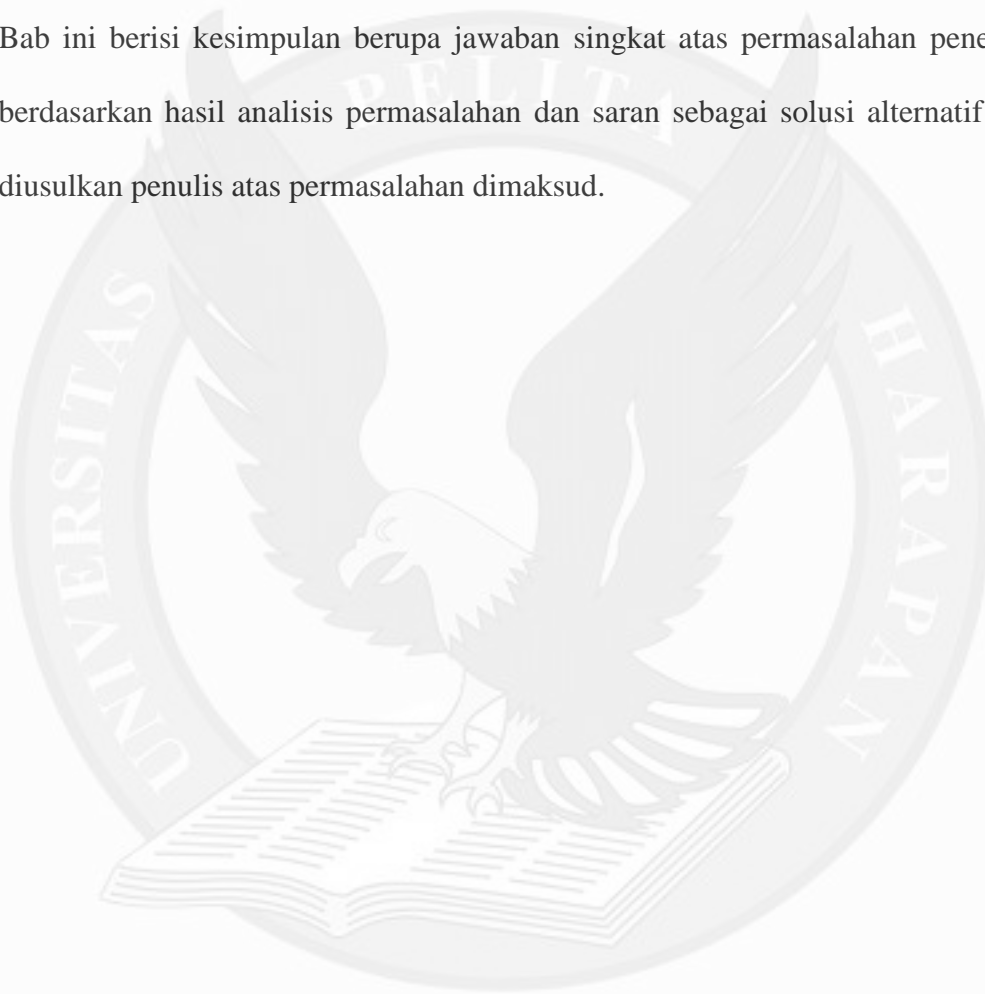 Bab ini berisi kesimpulan berupa jawaban singkat atas permasalahan pene
berdasarkan hasil analisis permasalahan dan saran sebagai solusi alternatif
diusulkan penulis atas permasalahan dimaksud.
UNIVERSITAS PELITA HARAPAN